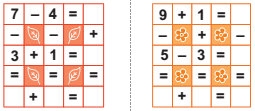 7 – 4 =
– – +
3 + 1 =
= = =
+ =
9 + 1 =
– + –
5 – 3 =
= = =
+ =